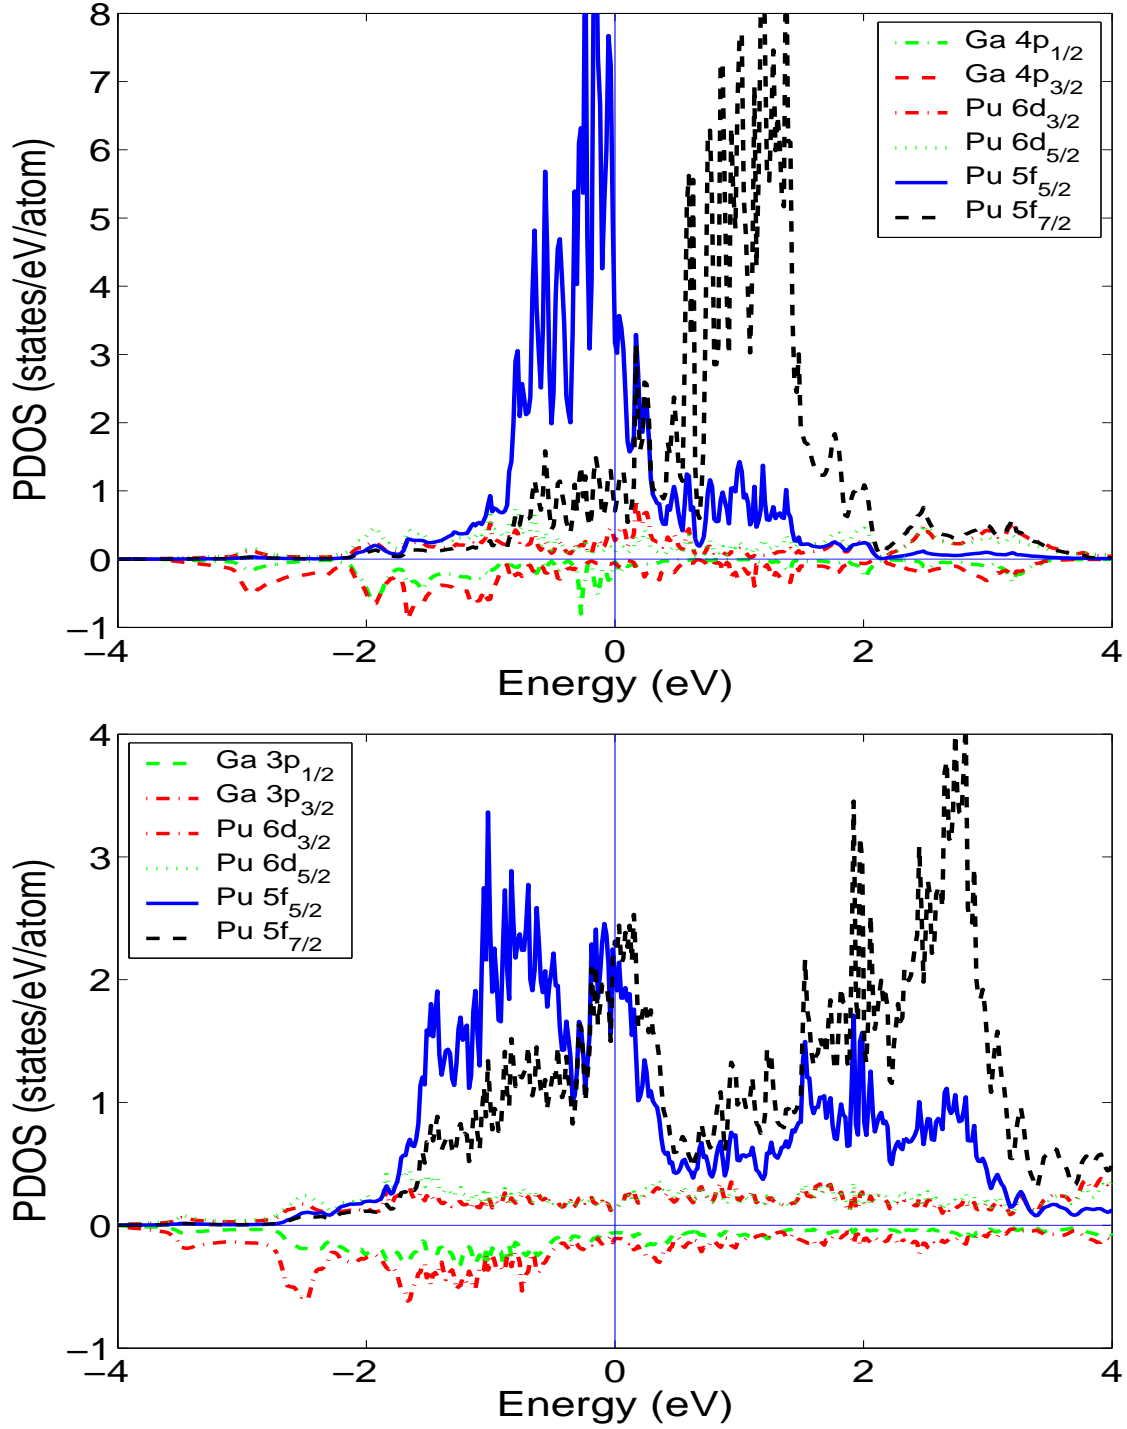 8
7
6
5
4
3
2
1
0
−1
PDOS (states/eV/atom)
Ga 4p1/2
Ga 4p3/2
Pu 6d3/2
Pu 6d5/2
Pu 5f5/2
Pu 5f7/2
−4
−2
0
2
4
Energy (eV)
4
3
2
1
0
−1
PDOS (states/eV/atom)
Ga 3p1/2
Ga 3p3/2
Pu 6d3/2
Pu 6d5/2
Pu 5f5/2
Pu 5f7/2
−4
−2
0
2
4
Energy (eV)